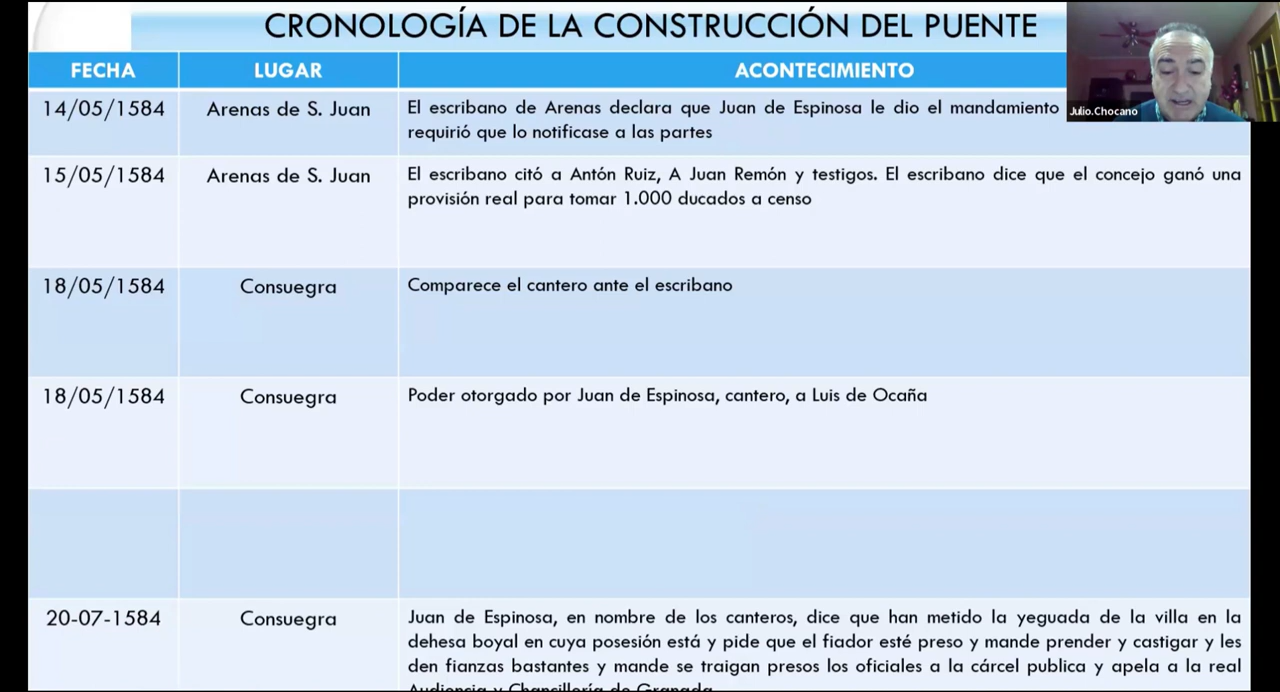 CRONOLOGÍA DE LA CONSTRUCCIÓN DEL PUENTE
FECHA LUGAR ACONTECIMIENTO
14/05/1584 Arenas de S. Juan El escribano de Arenas declara que Juan de Espinosa le dio el mandamiento
requirió que lo notificase a las partes
Julio.Chocano
15/05/1584 Arenas de S. Juan El escribano citó a Antón Ruiz, A Juan Remón y testigos. El escribano dice que el concejo ganó una
provisión real para tomar 1.000 ducados a censo
18/05/1584 Consuegra Comparece el cantero ante el escribano
18/05/1584 Consuegra Poder otorgado por Juan de Espinosa, cantero, a Luis de Ocaña
20-07-1584 Consuegra Juan de Espinosa, en nombre de los canteros, dice que han metido la yeguada de la villa en la
dehesa boyal en cuya posesión está y pide que el fiador esté preso y mande prender y castigar y les
den fianzas bastantes y mande se traigan presos los oficiales a la cárcel publica y apela a la real
Audiencia y Chancillería de Granada